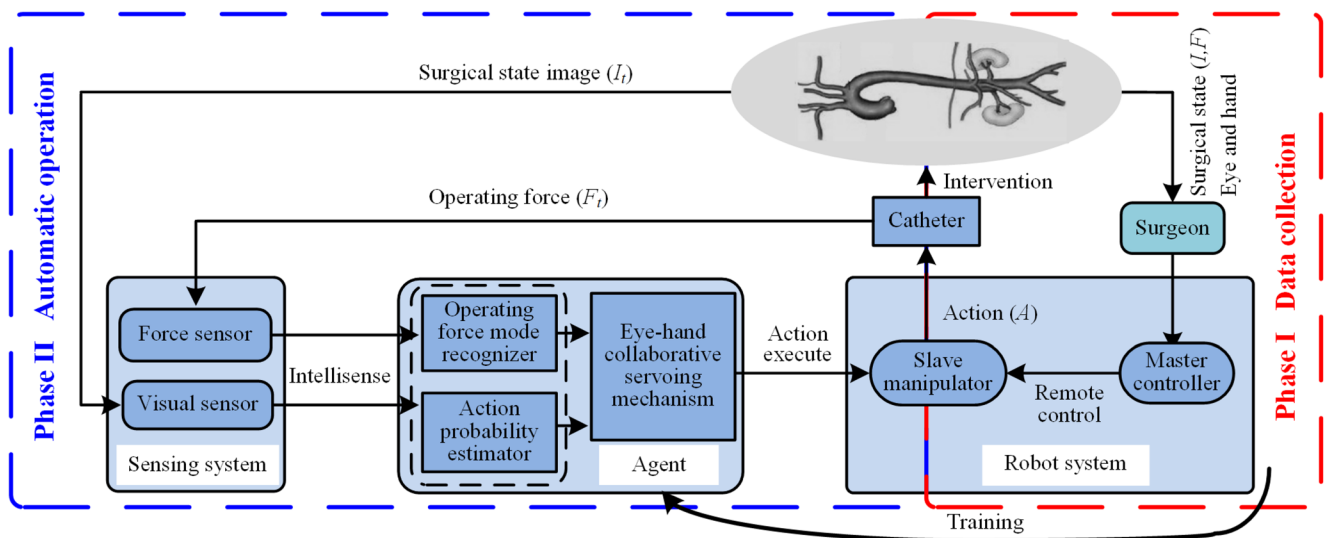 Surgical state image (I_t)
Surgical state (I,F)
Eye and hand
Phase II Automatic operation
Phase I Data collection
Intervention
Operating force (F_t)
Catheter
Surgeon
Action (A)
Force sensor
Operating
force mode
recognizer
Eye-hand
collaborative
servoing
mechanism
Action
execute
Slave
manipulator
Master
controller
Intellisense
Visual sensor
Remote
control
Action
probability
estimator
Sensing system
Agent
Robot system
Training